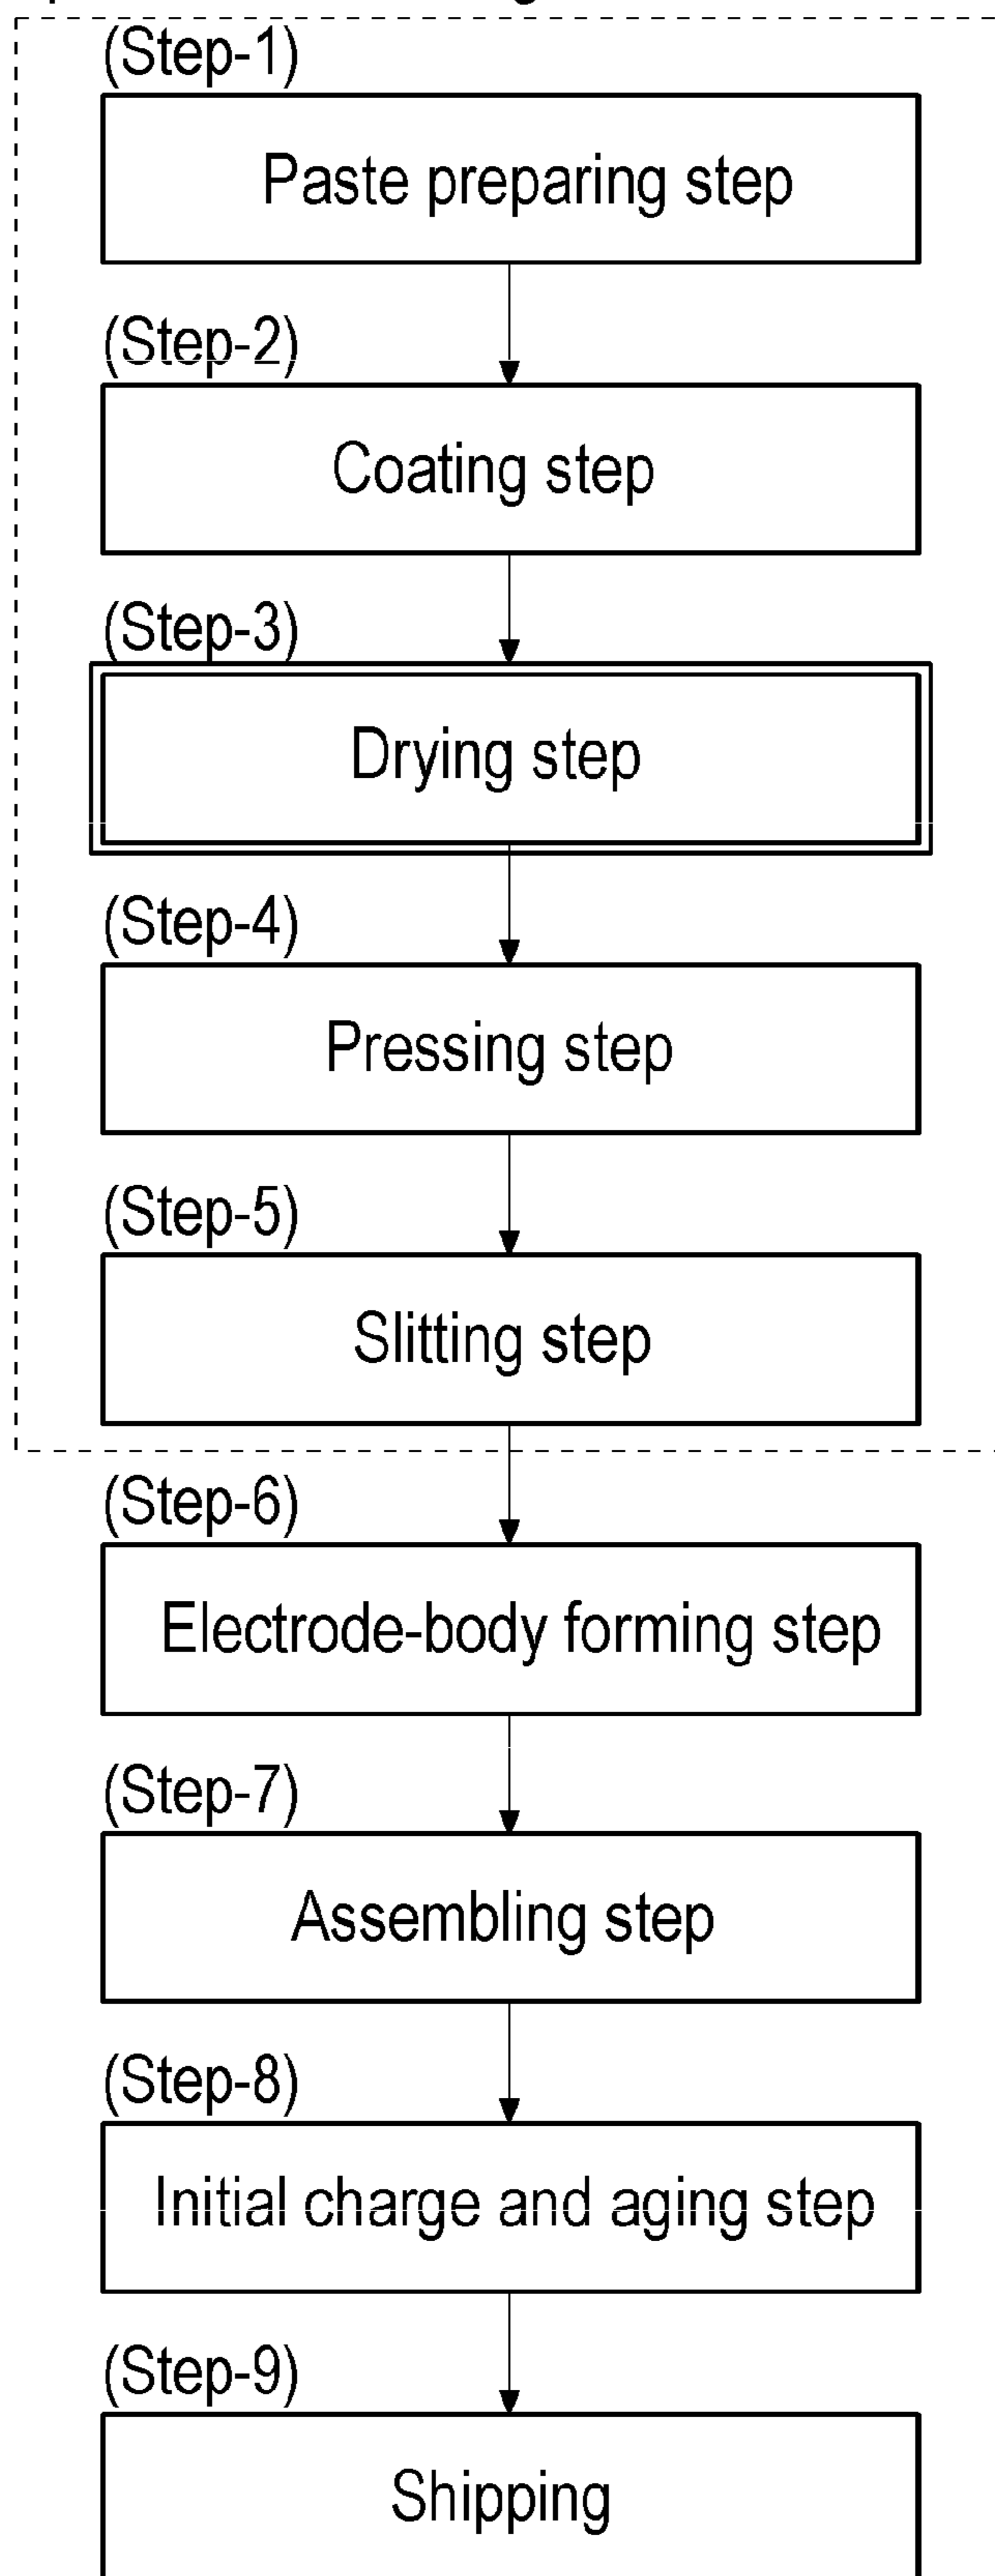 (Step-1)
Paste preparing step
(Step-2)
Coating step
(Step-3)
Drying step
(Step-4)
Pressing step
(Step-5)
Slitting step
(Step-6)
Electrode-body forming step
(Step-7)
Assembling step
(Step-8)
Initial charge and aging step
(Step-9)
Shipping